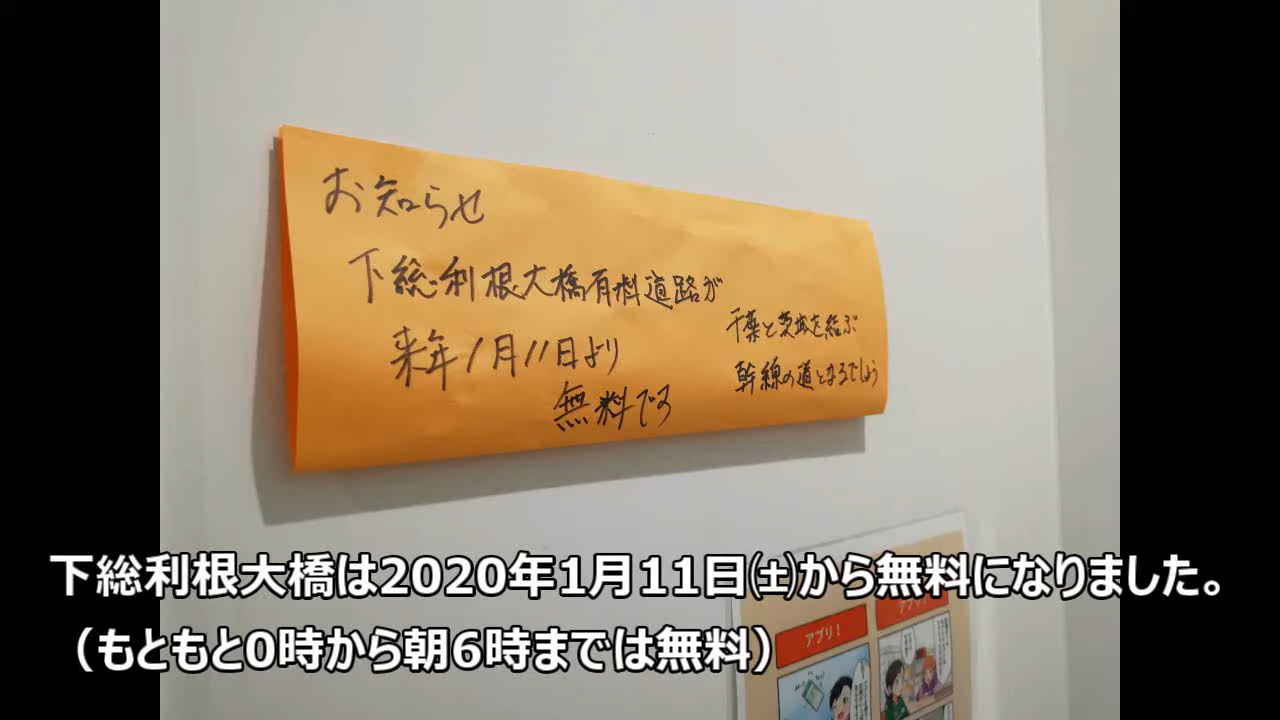 お知らせ
下総利根大橋有料道路が
来年1月11日より
無料です
千葉と茨城を結ぶ
幹線の道となるでしょう
下総利根大橋は2020年1月11日㈯から無料になりました。
（もともと0時から朝6時までは無料）
アプリ！